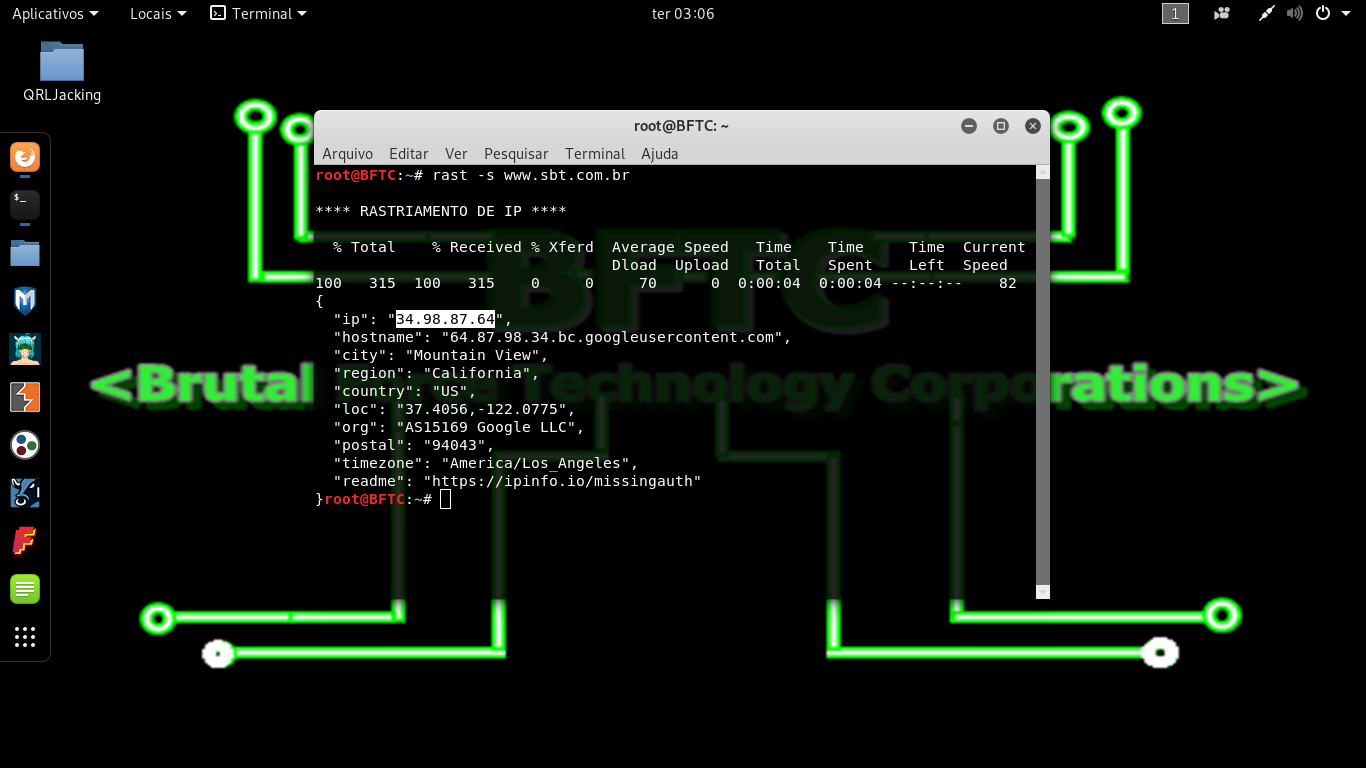 Aplicativos Locais Terminal ter 03:06 1
QRLJacking
root@BFTC: ~
Arquivo Editar Ver Pesquisar Terminal Ajuda
root@BFTC:~# rast -s www.sbt.com.br
**** RASTRIAMENTO DE IP ****
% Total % Received % Xferd Average Speed Time Time Time Current
Dload Upload Total Spent Left Speed
100 315 100 315 0 0 70 0 0:00:04 0:00:04 --:--:-- 82
{
"ip": "34.98.87.64",
"hostname": "64.87.98.34.bc.googleusercontent.com",
"city": "Mountain View",
"region": "California",
"country": "US",
"loc": "37.4056,-122.0775",
"org": "AS15169 Google LLC",
"postal": "94043",
"timezone": "America/Los_Angeles",
"readme": "https://ipinfo.io/missingauth"
}root@BFTC:~#
BFTC
<Brutal Force Technology Corporations>